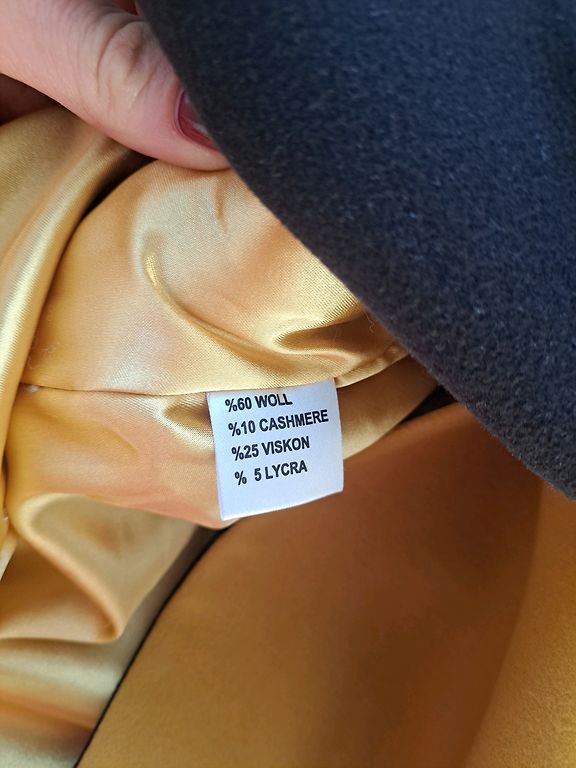 %60 WOLL
%10 CASHMERE
%25 VISKON
% 5 LYCRA